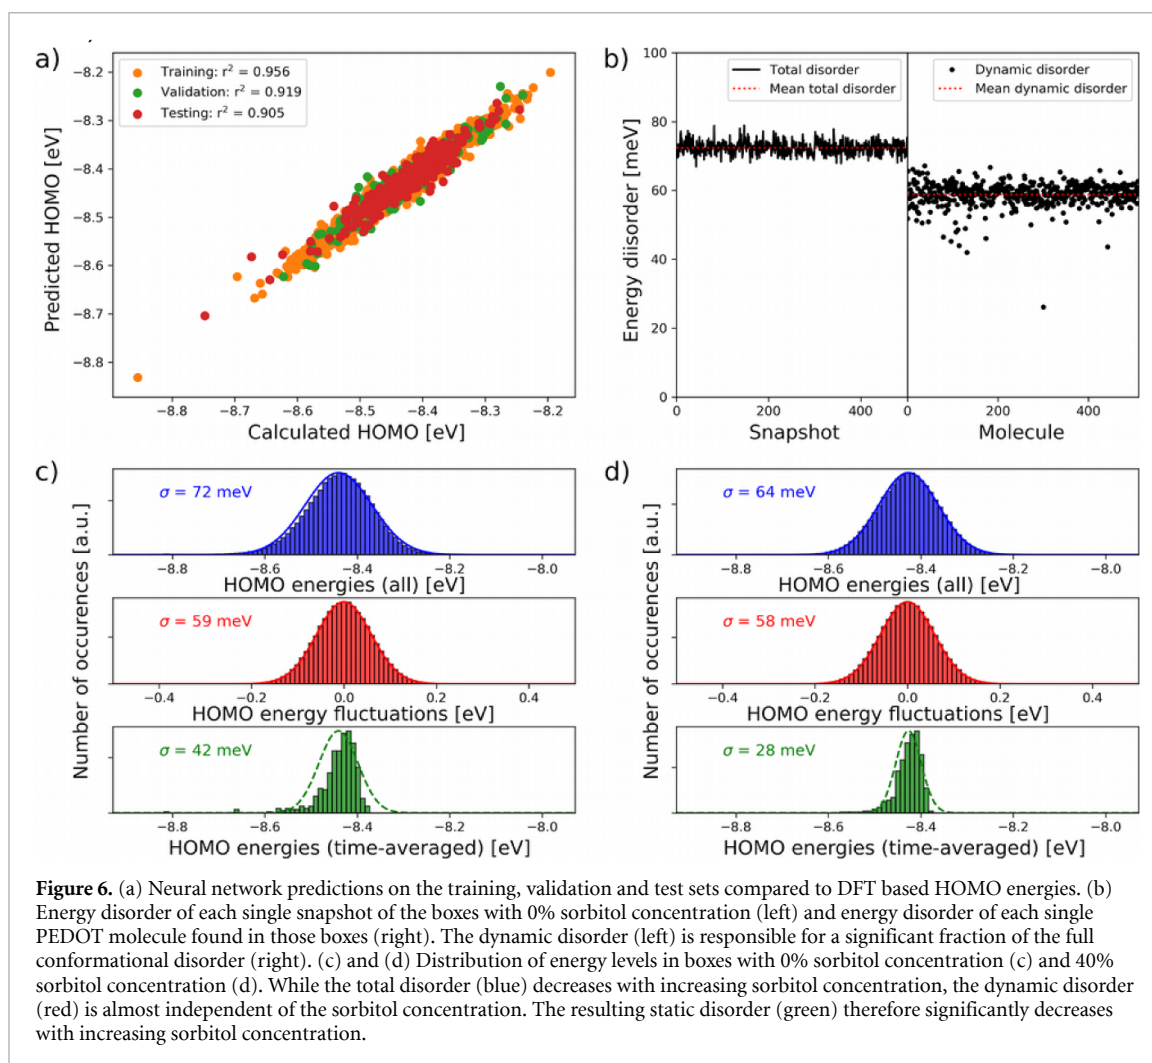 a)
Training: r² = 0.956
Validation: r² = 0.919
Testing: r² = 0.905
−8.2
−8.3
−8.4
−8.5
−8.6
−8.7
−8.8
Predicted HOMO [eV]
−8.8 −8.7 −8.6 −8.5 −8.4 −8.3 −8.2
Calculated HOMO [eV]
b)
Total disorder
Mean total disorder
Dynamic disorder
Mean dynamic disorder
100
80
60
40
20
0
Energy diisorder [meV]
0 200 400 0 200 400
Snapshot Molecule
c)
Number of occurences [a.u.]
σ = 72 meV
−8.8 −8.6 −8.4 −8.2 −8.0
HOMO energies (all) [eV]
σ = 59 meV
−0.4 −0.2 0.0 0.2 0.4
HOMO energy fluctuations [eV]
σ = 42 meV
−8.8 −8.6 −8.4 −8.2 −8.0
HOMO energies (time-averaged) [eV]
d)
Number of occurences [a.u.]
σ = 64 meV
−8.8 −8.6 −8.4 −8.2 −8.0
HOMO energies (all) [eV]
σ = 58 meV
−0.4 −0.2 0.0 0.2 0.4
HOMO energy fluctuations [eV]
σ = 28 meV
−8.8 −8.6 −8.4 −8.2 −8.0
HOMO energies (time-averaged) [eV]
Figure 6. (a) Neural network predictions on the training, validation and test sets compared to DFT based HOMO energies. (b)
Energy disorder of each single snapshot of the boxes with 0% sorbitol concentration (left) and energy disorder of each single
PEDOT molecule found in those boxes (right). The dynamic disorder (left) is responsible for a significant fraction of the full
conformational disorder (right). (c) and (d) Distribution of energy levels in boxes with 0% sorbitol concentration (c) and 40%
sorbitol concentration (d). While the total disorder (blue) decreases with increasing sorbitol concentration, the dynamic disorder
(red) is almost independent of the sorbitol concentration. The resulting static disorder (green) therefore significantly decreases
with increasing sorbitol concentration.